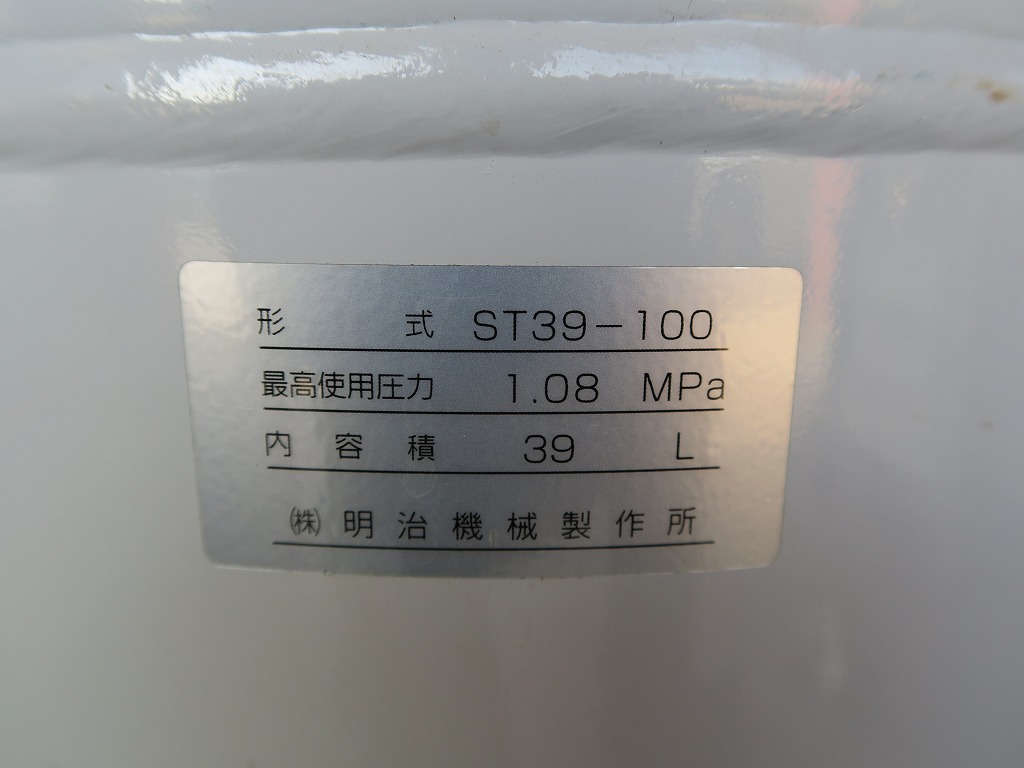 形式 ST39-100
最高使用圧力 1.08 MPa
内容積 39 L
㈱明治機械製作所